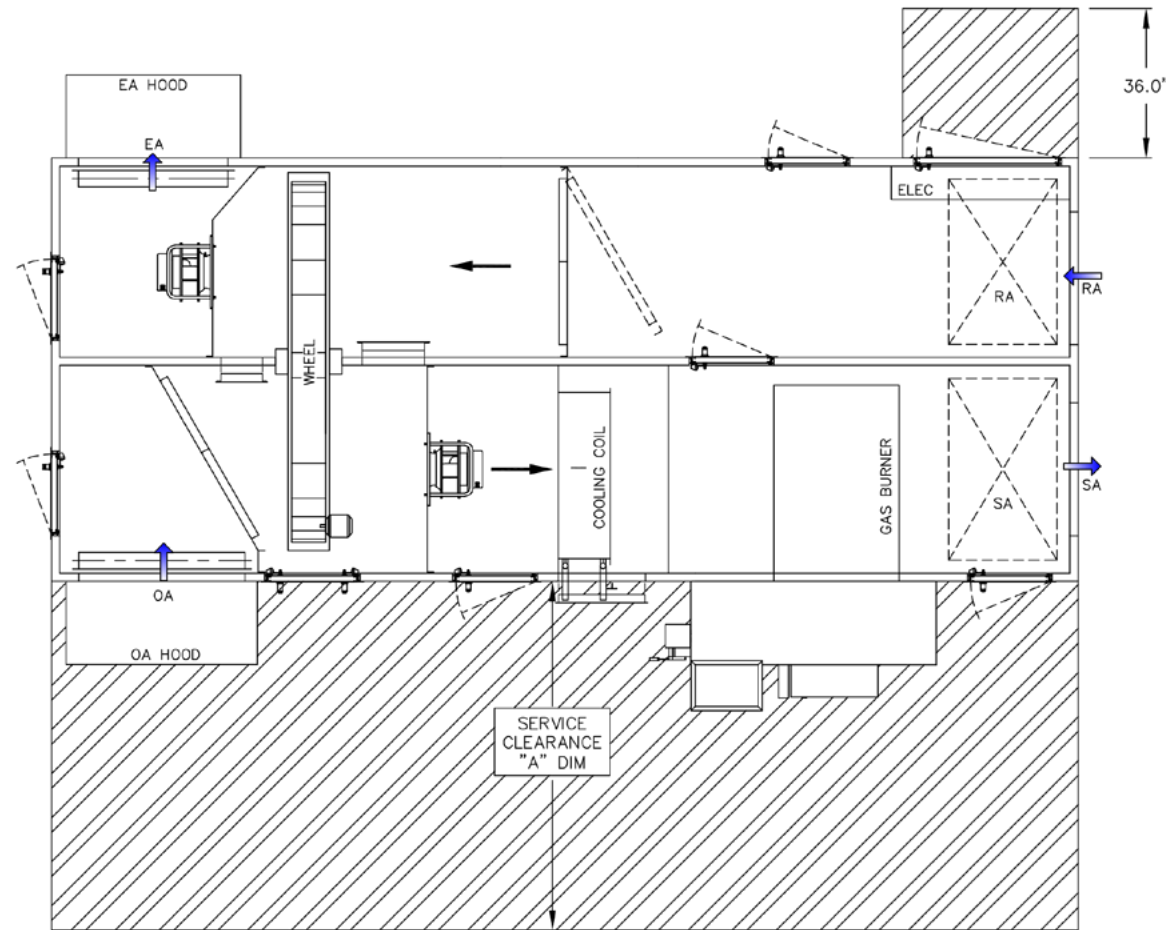 36.0"
EA HOOD
EA
ELEC
RA
RA
WHEEL
COOLING COIL
GAS BURNER
SA
SA
OA
OA HOOD
SERVICE
CLEARANCE
"A" DIM